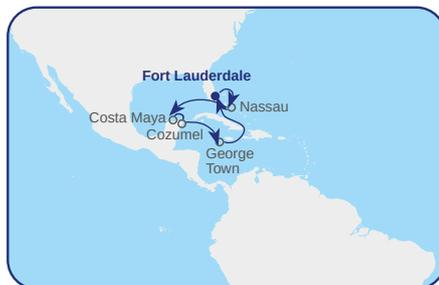 Fort Lauderdale
Nassau
Costa Maya
Cozumel
George
Town